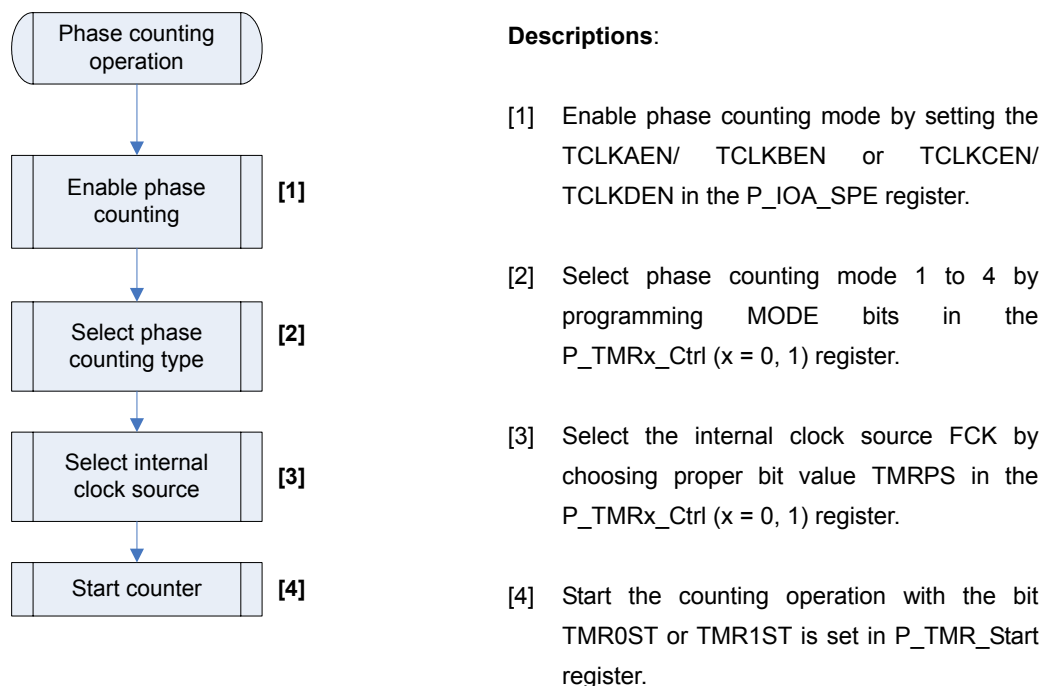 Phase counting
operation
Enable phase
counting
[1]
Select phase
counting type
[2]
Select internal
clock source
[3]
Start counter
[4]
Descriptions:
[1] Enable phase counting mode by setting the
TCLKAEN/ TCLKBEN or TCLKCEN/
TCLKDEN in the P_IOA_SPE register.
[2] Select phase counting mode 1 to 4 by
programming MODE bits in the
P_TMRx_Ctrl (x = 0, 1) register.
[3] Select the internal clock source FCK by
choosing proper bit value TMRPS in the
P_TMRx_Ctrl (x = 0, 1) register.
[4] Start the counting operation with the bit
TMR0ST or TMR1ST is set in P_TMR_Start
register.